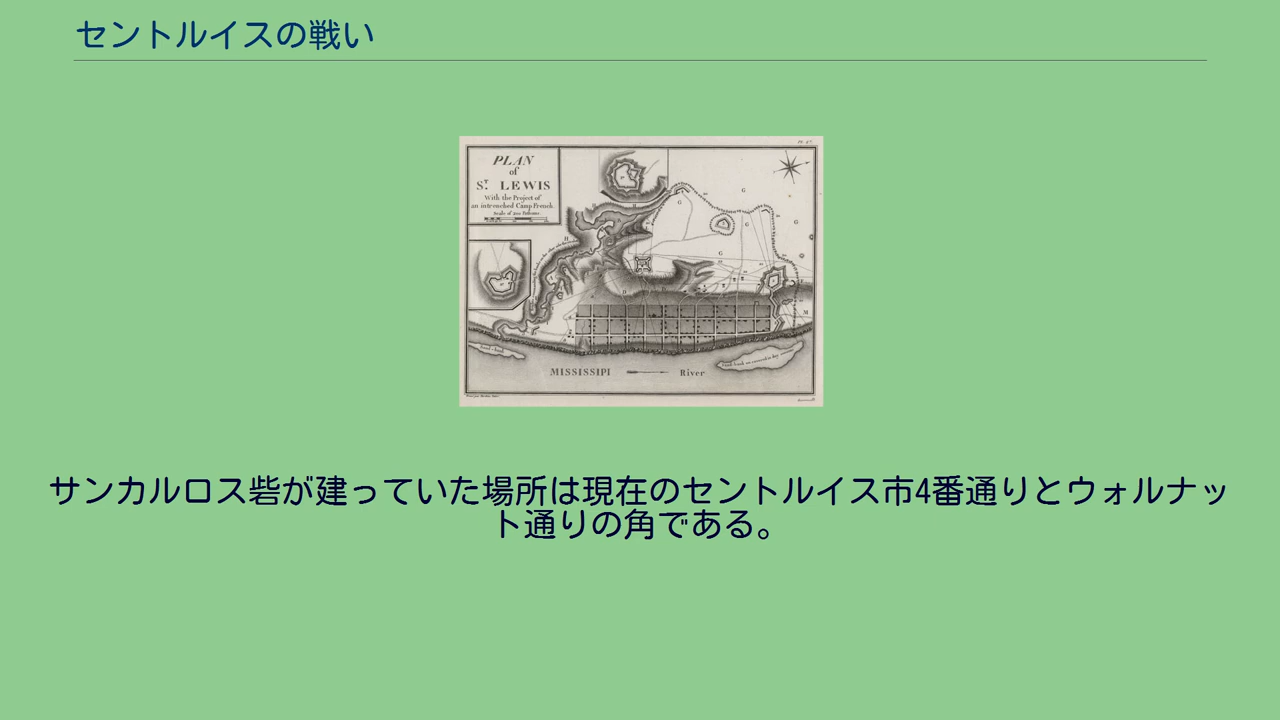 セントルイスの戦い
PLAN
of
ST. LEWIS
With the Project of
an intrenched Camp French
MISSISSIPI River
サンカルロス砦が建っていた場所は現在のセントルイス市4番通りとウォルナッ
ト通りの角である。